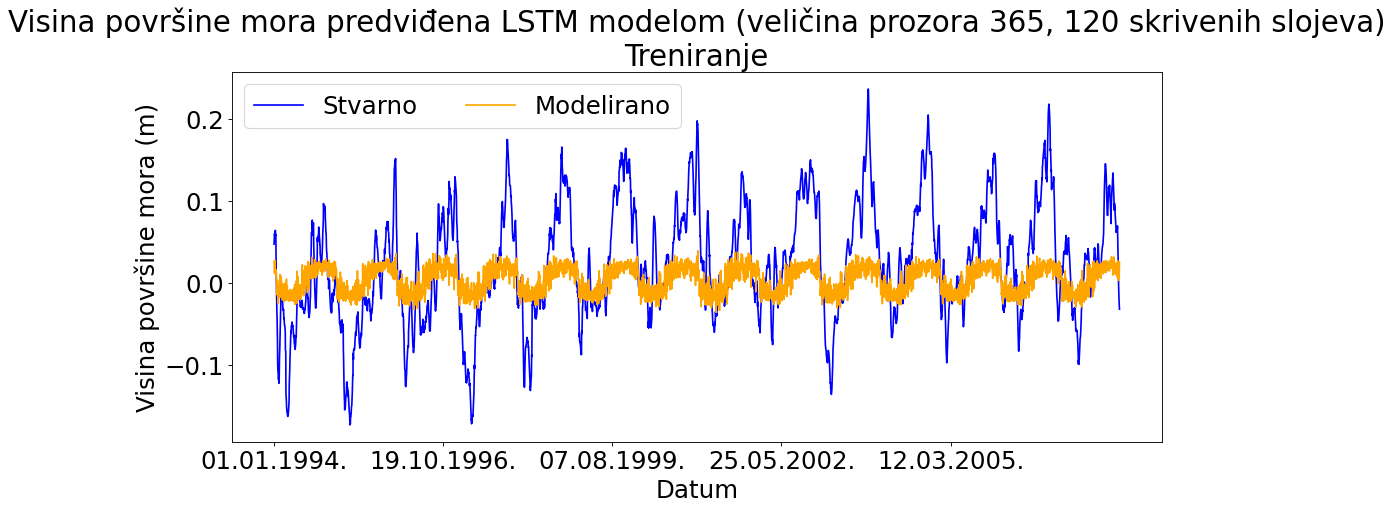 Visina površine mora predviđena LSTM modelom (veličina prozora 365, 120 skrivenih slojeva)
Treniranje
Stvarno
Modelirano
Visina površine mora (m)
0.2
0.1
0.0
−0.1
01.01.1994.
19.10.1996.
07.08.1999.
25.05.2002.
12.03.2005.
Datum